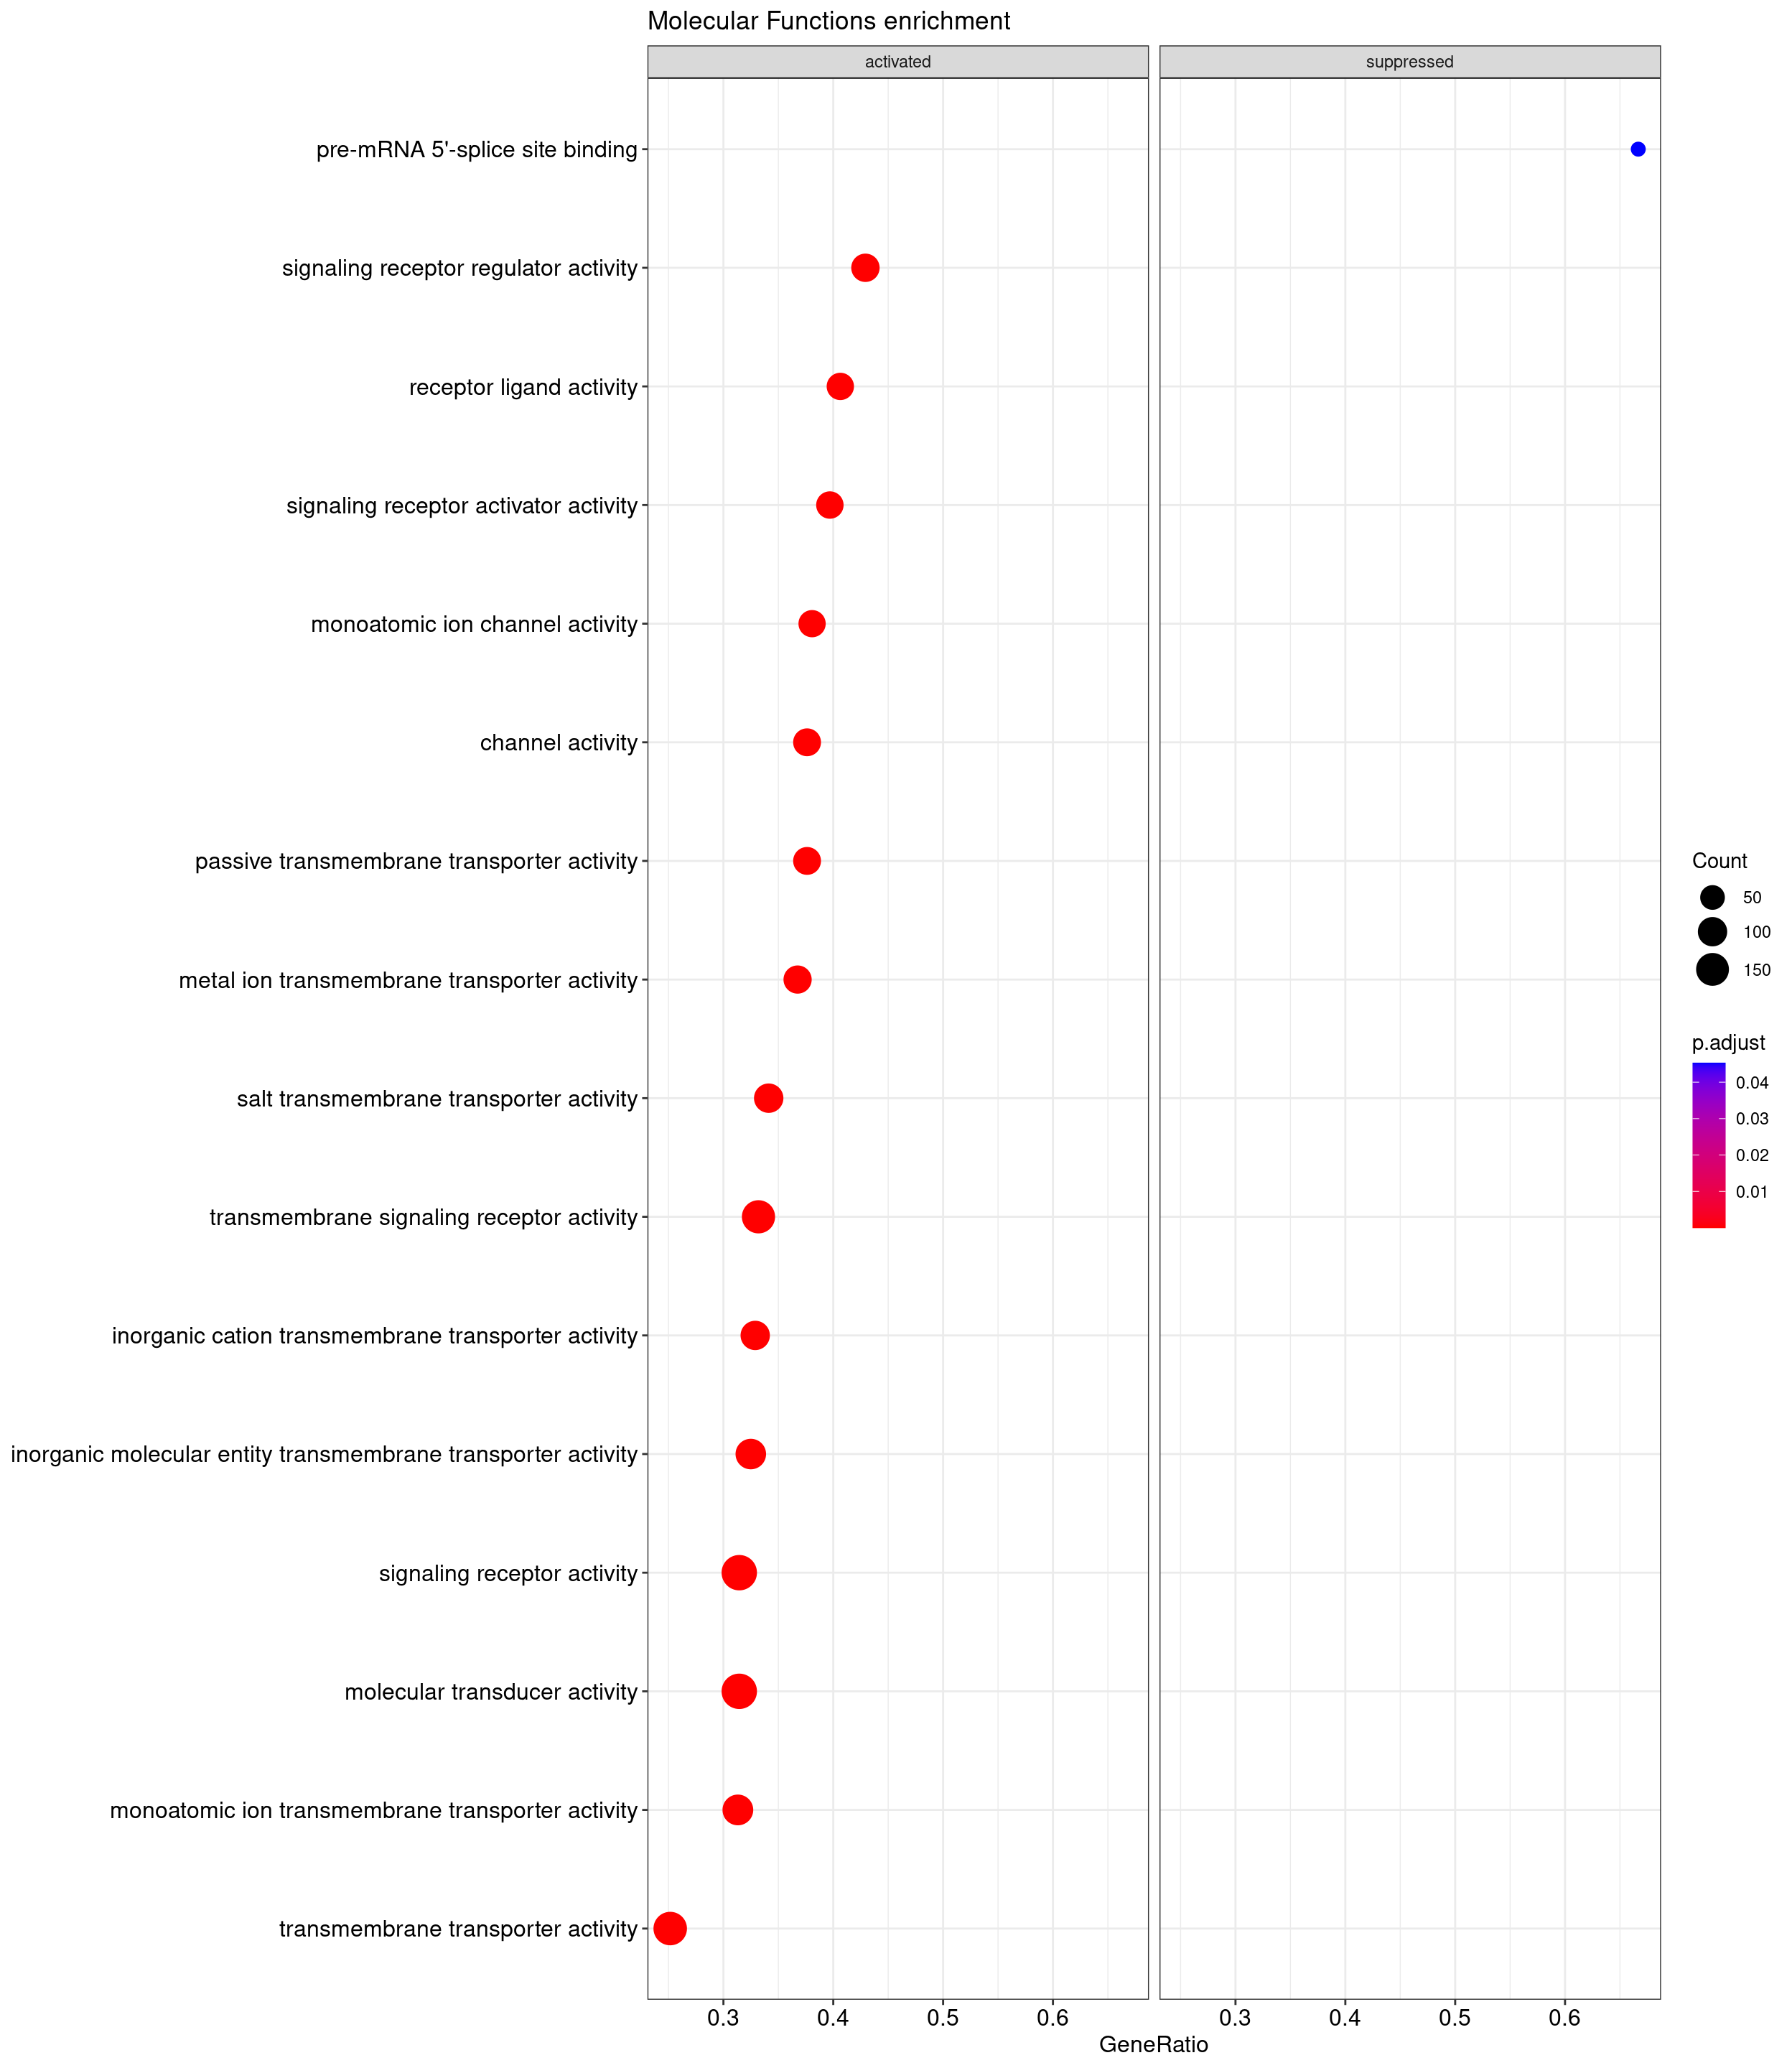 Molecular Functions enrichment
activated
suppressed
pre-mRNA 5'-splice site binding
signaling receptor regulator activity
receptor ligand activity
signaling receptor activator activity
monoatomic ion channel activity
channel activity
passive transmembrane transporter activity
metal ion transmembrane transporter activity
salt transmembrane transporter activity
transmembrane signaling receptor activity
inorganic cation transmembrane transporter activity
inorganic molecular entity transmembrane transporter activity
signaling receptor activity
molecular transducer activity
monoatomic ion transmembrane transporter activity
transmembrane transporter activity
0.3 0.4 0.5 0.6
0.3 0.4 0.5 0.6
GeneRatio
Count
50
100
150
p.adjust
0.04
0.03
0.02
0.01